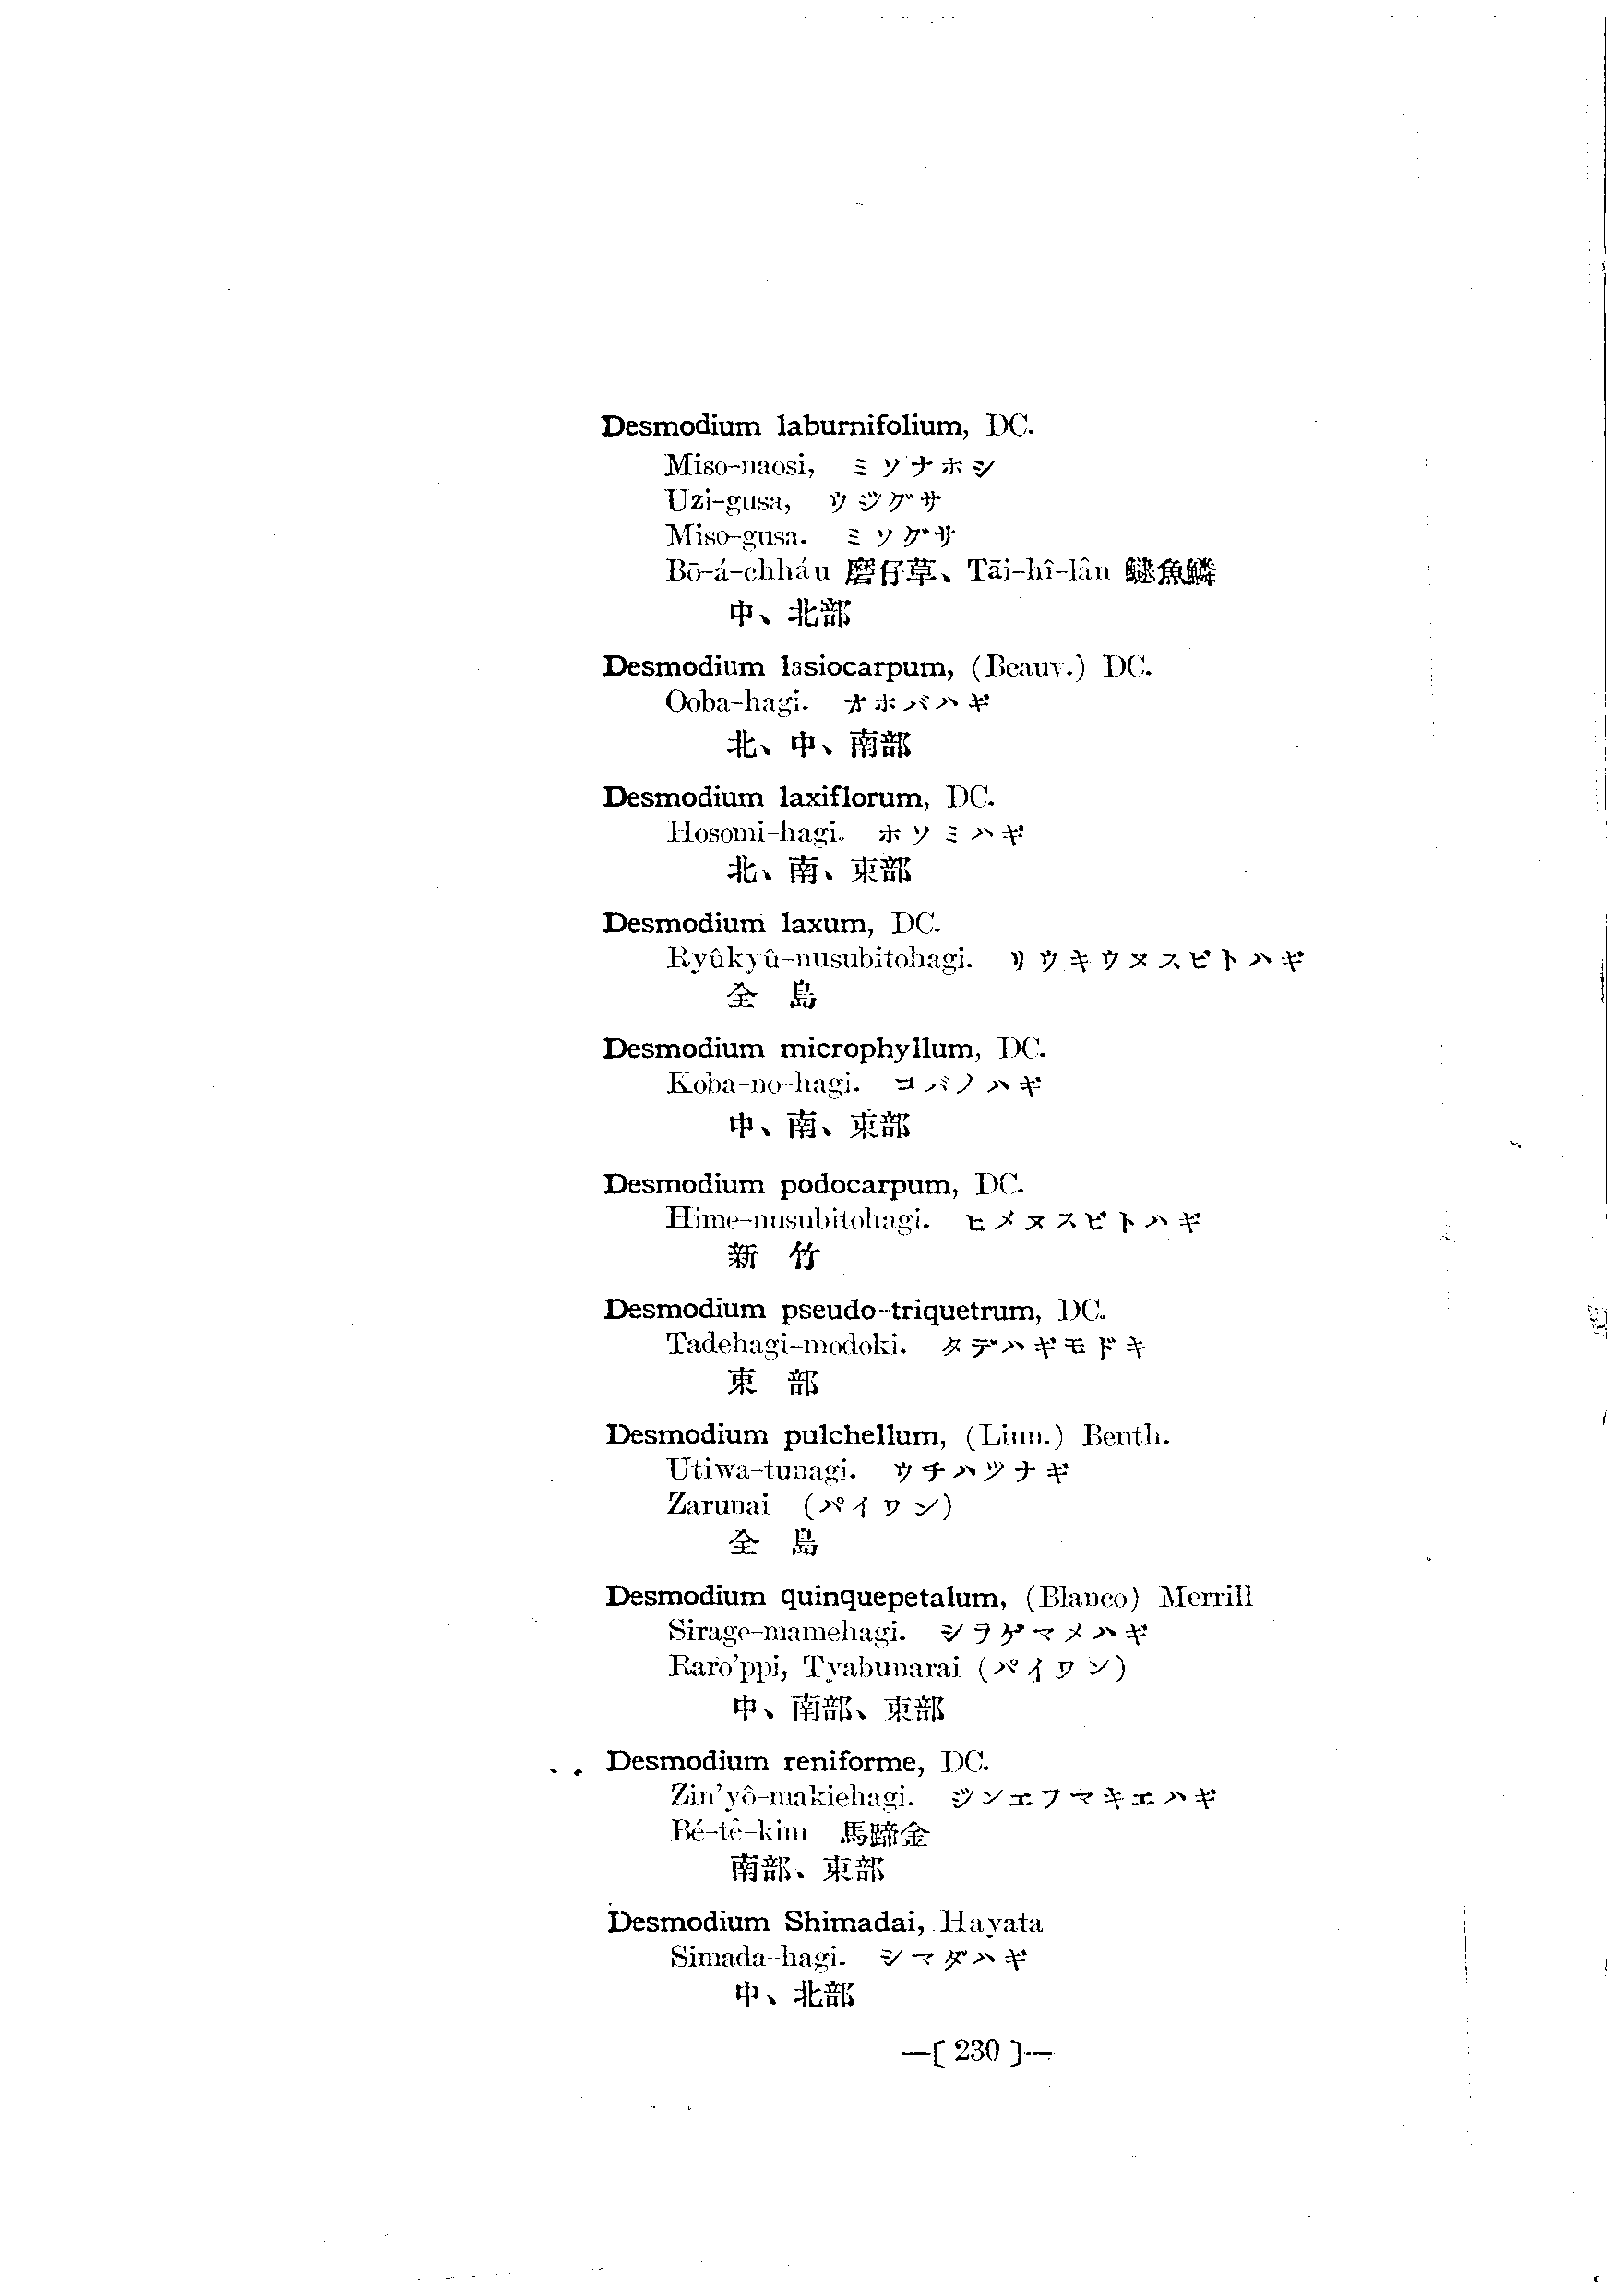 Desmodium laburnifolium, DC.
Miso-naosi, ミソナホシ
Uzi-gusa, ウジグサ
Miso-gusa. ミソグサ
Bō-á-chháu 磨仔草、Tāi-hî-lân 魕魚鱗
中、北部
Desmodium lasiocarpum, (Beauv.) DC.
Ooba-hagi. オホバハギ
北、中、南部
Desmodium laxiflorum, DC.
Hosomi-hagi. ホソミハギ
北、南、東部
Desmodium laxum, DC.
Ryûkyû-nusubitohagi. リウキウヌスビトハギ
全 島
Desmodium microphyllum, DC.
Koba-no-hagi. コバノハギ
中、南、東部
Desmodium podocarpum, DC.
Hime-nusubitohagi. ヒメヌスビトハギ
新 竹
Desmodium pseudo-triquetrum, DC.
Tadehagi-modoki. タデハギモドキ
東 部
Desmodium pulchellum, (Linn.) Benth.
Utiwa-tunagi. ウチハツナギ
Zarunai (パイワン)
全 島
Desmodium quinquepetalum, (Blanco) Merrill
Sirage-mamehagi. シラゲマメハギ
Raro'ppi, Tyabunarai (パイワン)
中、南部、東部
Desmodium reniforme, DC.
Zin'yô-makiehagi. ジンエフマキエハギ
Bé-tê-kim 馬蹄金
南部、東部
Desmodium Shimadai, Hayata
Simada-hagi. シマダハギ
中、北部
—[ 230 ]—